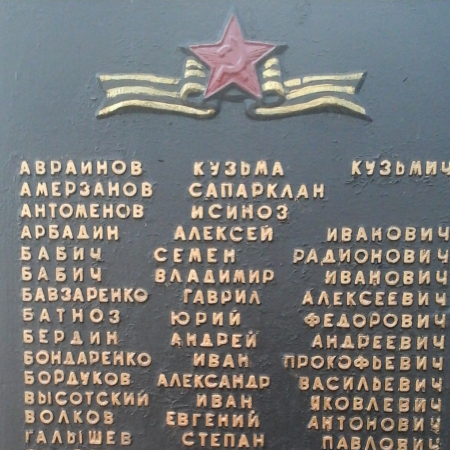 АВРАИНОВ КУЗЬМА КУЗЬМИЧ
АМЕРЗАНОВ САПАРКЛАН
АНТОМЕНОВ ИСИНОЗ
АРБАДИН АЛЕКСЕЙ ИВАНОВИЧ
БАБИЧ СЕМЕН РАДИОНОВИЧ
БАБИЧ ВЛАДИМИР ИВАНОВИЧ
БАВЗАРЕНКО ГАВРИЛ АЛЕКСЕЕВИЧ
БАТНОЗ ЮРИЙ ФЕДОРОВИЧ
БЕРДИН АНДРЕЙ АНДРЕЕВИЧ
БОНДАРЕНКО ИВАН ПРОКОФЬЕВИЧ
БОРДУКОВ АЛЕКСАНДР ВАСИЛЬЕВИЧ
ВЫСОТСКИЙ ИВАН ЯКОВЛЕВИЧ
ВОЛКОВ ЕВГЕНИЙ АНТОНОВИЧ
ГАЛЫШЕВ СТЕПАН ПАВЛОВИЧ